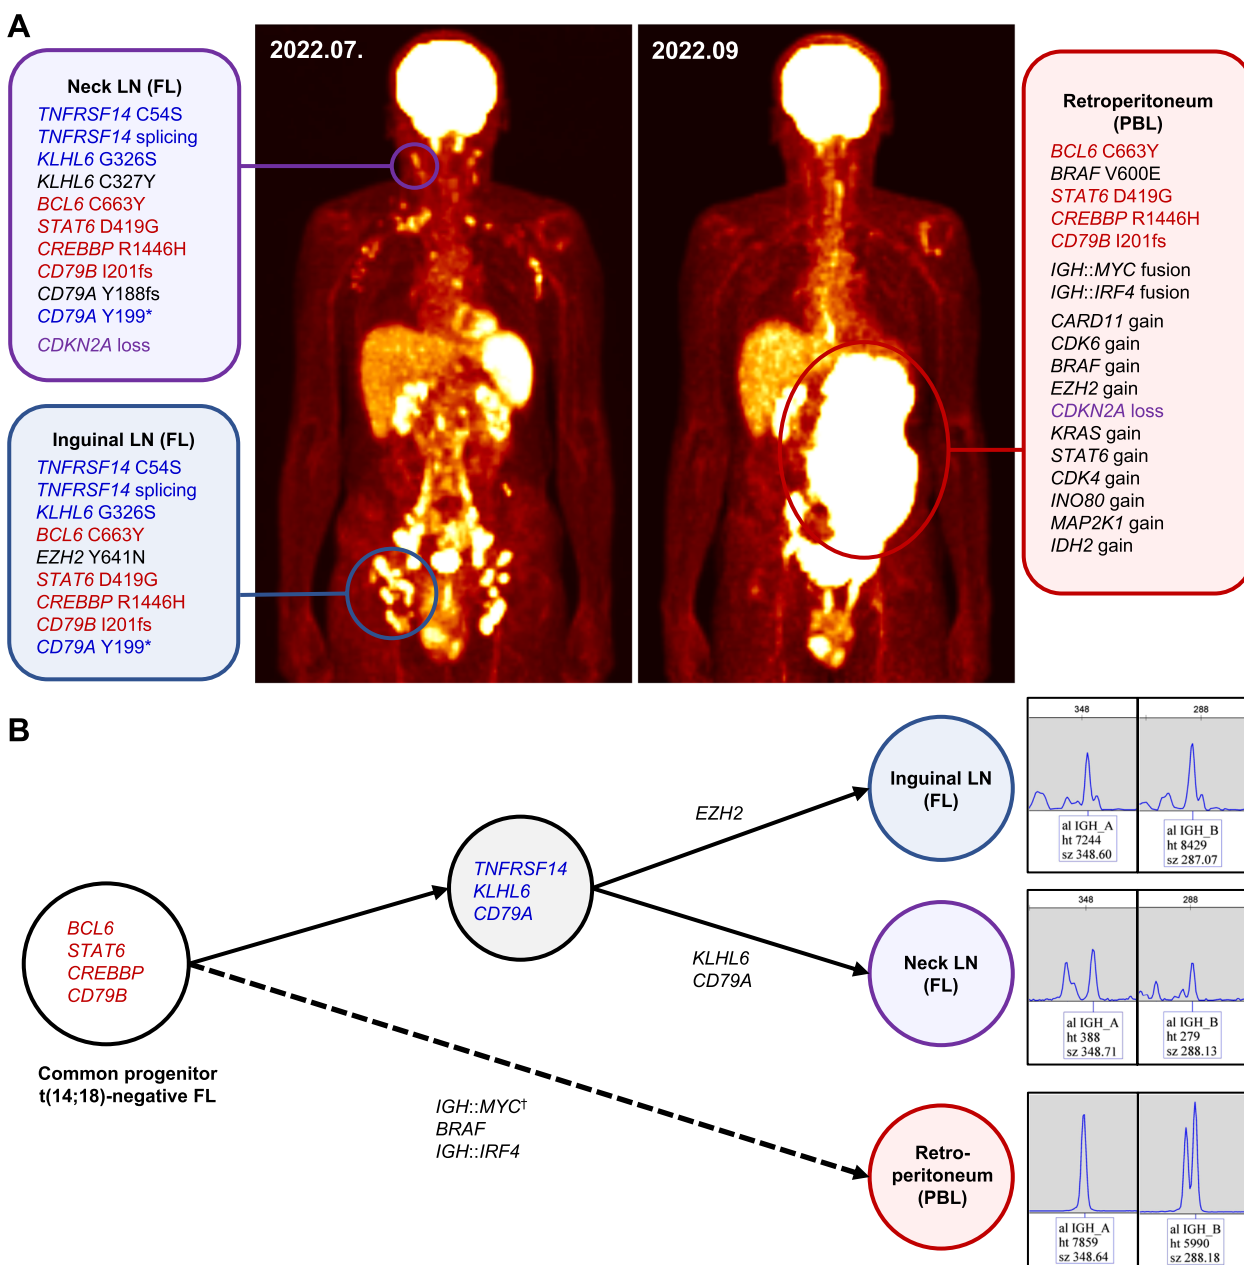 A
Neck LN (FL)
TNFRSF14 C54S
TNFRSF14 splicing
KLHL6 G326S
KLHL6 C327Y
BCL6 C663Y
STAT6 D419G
CREBBP R1446H
CD79B I201fs
CD79A Y188fs
CD79A Y199*
CDKN2A loss
Inguinal LN (FL)
TNFRSF14 C54S
TNFRSF14 splicing
KLHL6 G326S
BCL6 C663Y
EZH2 Y641N
STAT6 D419G
CREBBP R1446H
CD79B I201fs
CD79A Y199*
2022.07.
2022.09
Retroperitoneum
(PBL)
BCL6 C663Y
BRAF V600E
STAT6 D419G
CREBBP R1446H
CD79B I201fs
IGH::MYC fusion
IGH::IRF4 fusion
CARD11 gain
CDK6 gain
BRAF gain
EZH2 gain
CDKN2A loss
KRAS gain
STAT6 gain
CDK4 gain
INO80 gain
MAP2K1 gain
IDH2 gain
B
BCL6
STAT6
CREBBP
CD79B
Common progenitor
t(14;18)-negative FL
TNFRSF14
KLHL6
CD79A
EZH2
KLHL6
CD79A
IGH::MYC†
BRAF
IGH::IRF4
Inguinal LN
(FL)
348
288
al IGH_A
ht 7244
sz 348.60
al IGH_B
ht 8429
sz 287.07
Neck LN
(FL)
348
288
al IGH_A
ht 388
sz 348.71
al IGH_B
ht 279
sz 288.13
Retro-
peritoneum
(PBL)
al IGH_A
ht 7859
sz 348.64
al IGH_B
ht 5990
sz 288.18